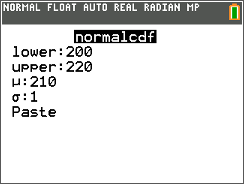 NORMAL FLOAT AUTO REAL RADIAN MP
normalcdf
lower:200
upper:220
μ:210
σ:1
Paste